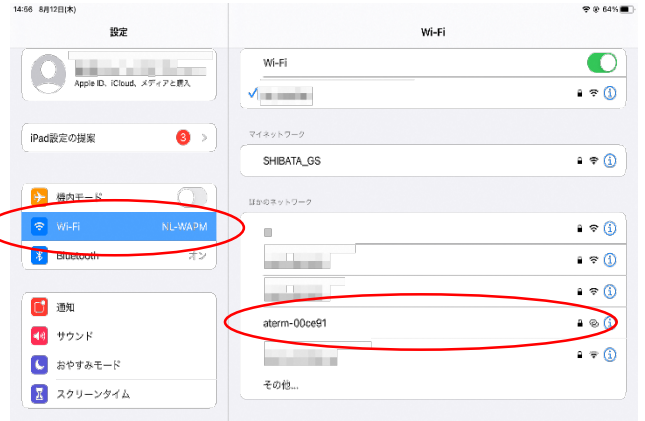 14:56 8月12日(木)
64%
設定
Wi-Fi
Apple ID、iCloud、メディアと購入
iPad設定の提案
3
機内モード
Wi-Fi
NL-WAPM
Bluetooth
オン
通知
サウンド
おやすみモード
スクリーンタイム
Wi-Fi
マイネットワーク
SHIBATA_GS
ほかのネットワーク
aterm-00ce91
その他...